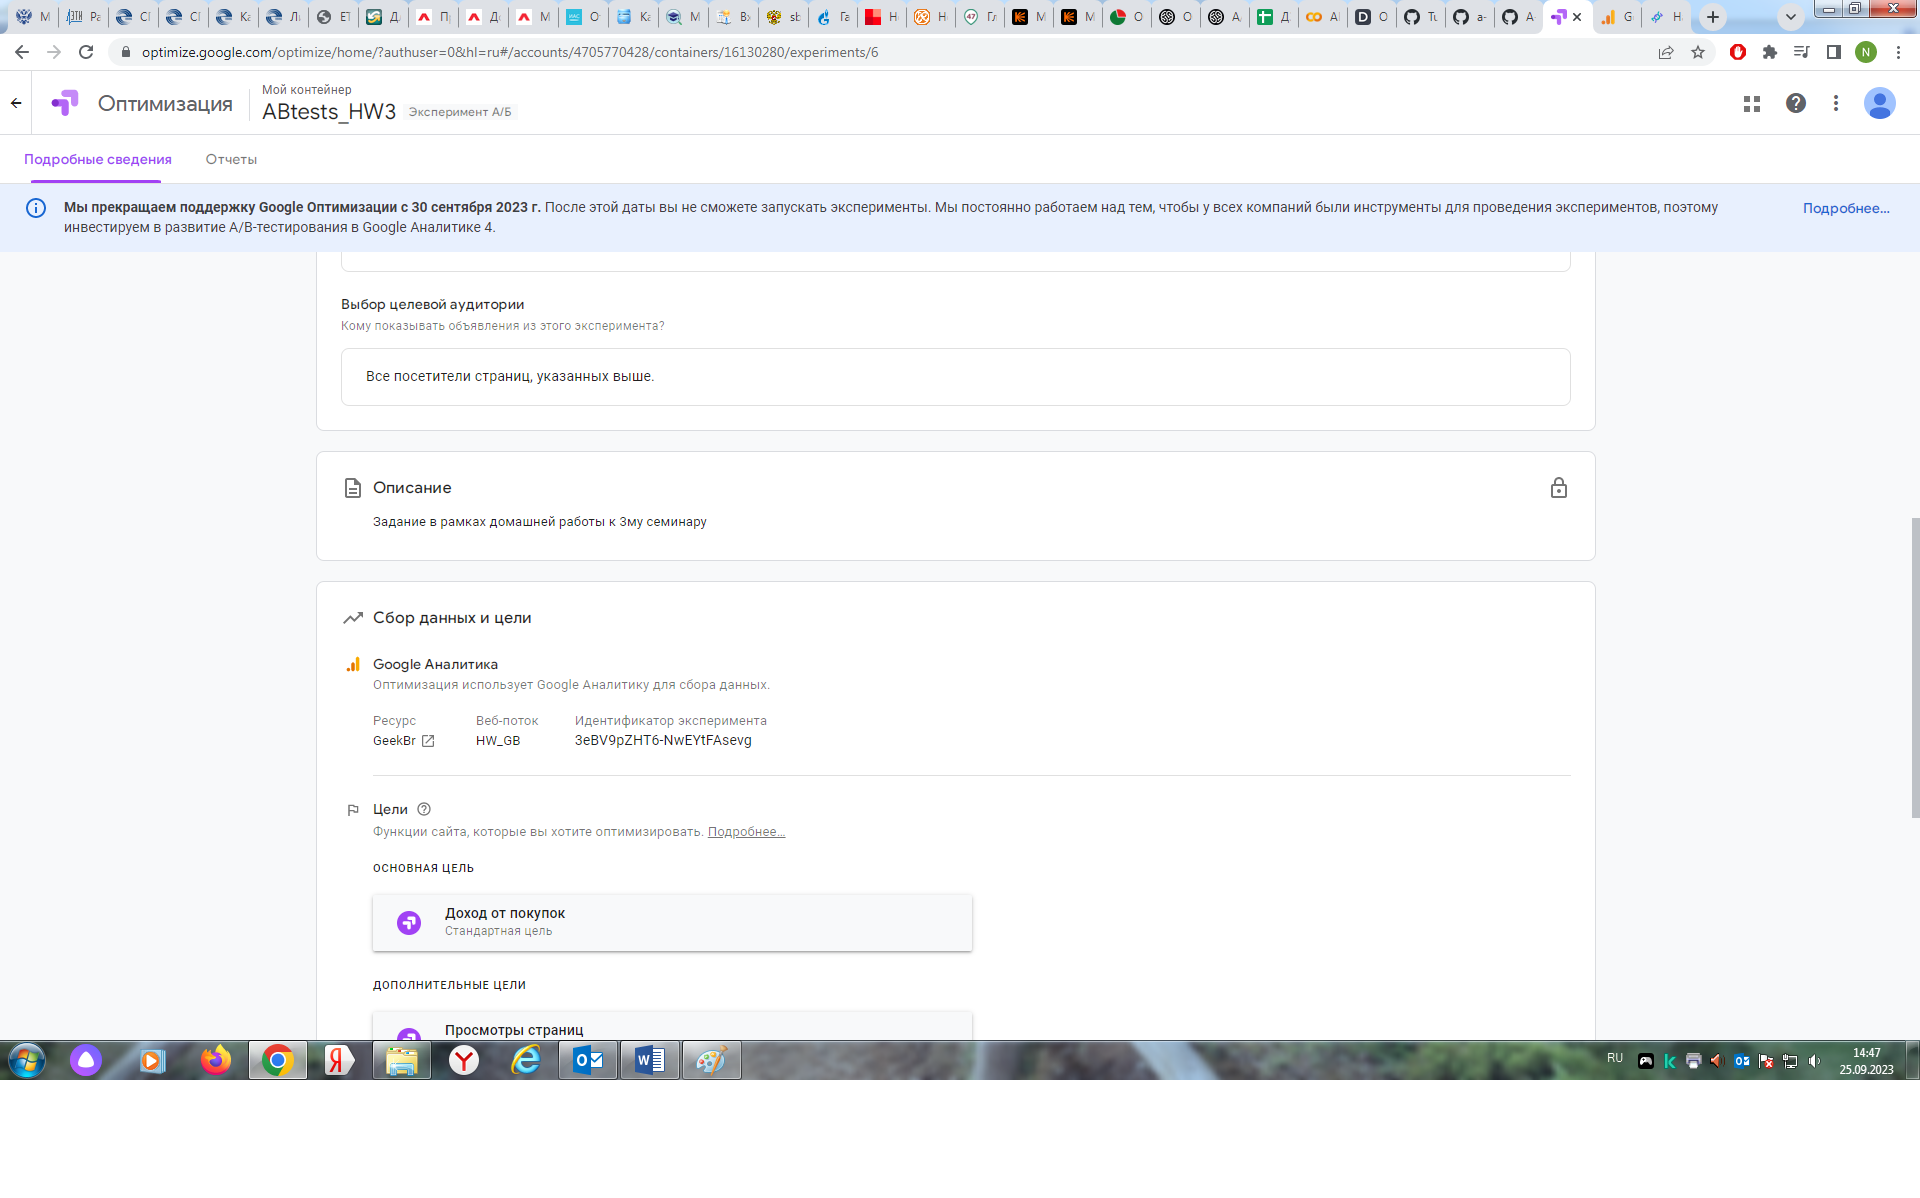 optimize.google.com/optimize/home/?authuser=0&hl=ru#/accounts/4705770428/containers/16130280/experiments/6
N
Оптимизация
Мой контейнер
ABtests_HW3 Эксперимент А/Б
Подробные сведения Отчеты
Мы прекращаем поддержку Google Оптимизации с 30 сентября 2023 г. После этой даты вы не сможете запускать эксперименты. Мы постоянно работаем над тем, чтобы у всех компаний были инструменты для проведения экспериментов, поэтому
инвестируем в развитие A/B-тестирования в Google Аналитике 4.
Подробнее...
Выбор целевой аудитории
Кому показывать объявления из этого эксперимента?
Все посетители страниц, указанных выше.
Описание
Задание в рамках домашней работы к 3му семинару
Сбор данных и цели
Google Аналитика
Оптимизация использует Google Аналитику для сбора данных.
Ресурс Веб-поток Идентификатор эксперимента
GeekBr HW_GB 3eBV9pZHT6-NwEYtFAsevg
Цели
Функции сайта, которые вы хотите оптимизировать. Подробнее...
ОСНОВНАЯ ЦЕЛЬ
Доход от покупок
Стандартная цель
ДОПОЛНИТЕЛЬНЫЕ ЦЕЛИ
Просмотры страниц
RU
14:47
25.09.2023